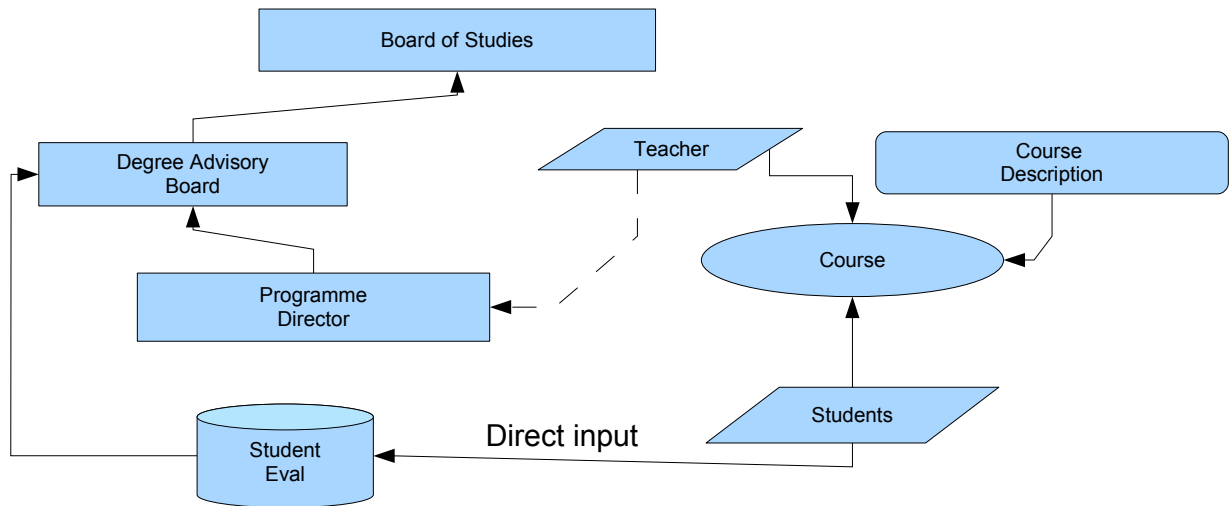 Board of Studies
Teacher
Course
Description
Degree Advisory
Board
Course
Programme
Director
Students
Direct input
Student
Eval